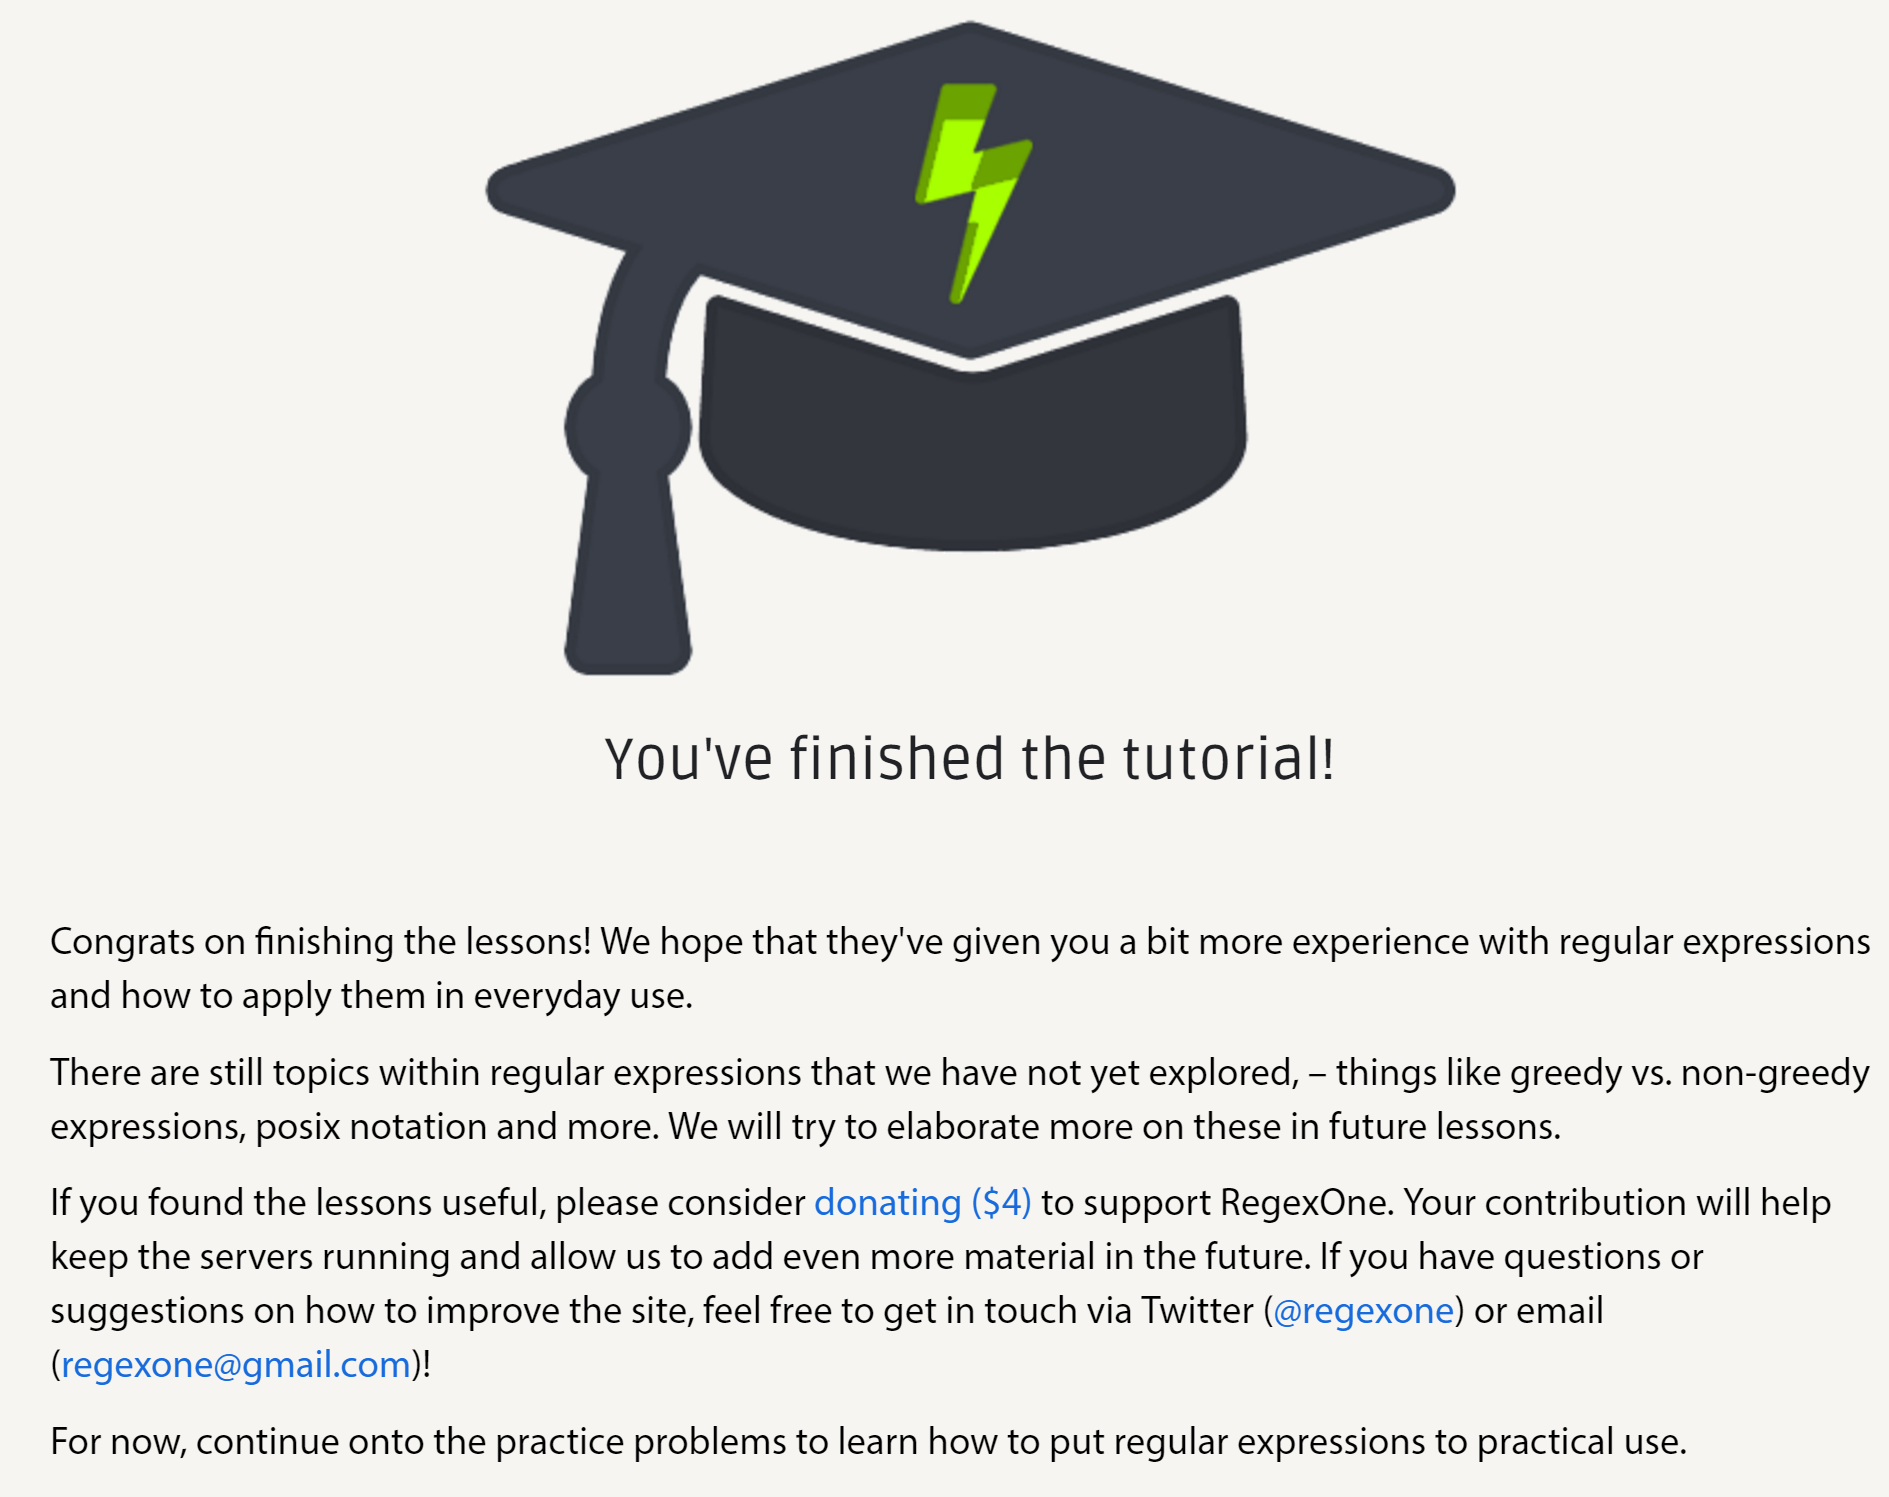 You've finished the tutorial!
Congrats on finishing the lessons! We hope that they've given you a bit more experience with regular expressions
and how to apply them in everyday use.
There are still topics within regular expressions that we have not yet explored, – things like greedy vs. non-greedy
expressions, posix notation and more. We will try to elaborate more on these in future lessons.
If you found the lessons useful, please consider donating ($4) to support RegexOne. Your contribution will help
keep the servers running and allow us to add even more material in the future. If you have questions or
suggestions on how to improve the site, feel free to get in touch via Twitter (@regexone) or email
(regexone@gmail.com)!
For now, continue onto the practice problems to learn how to put regular expressions to practical use.